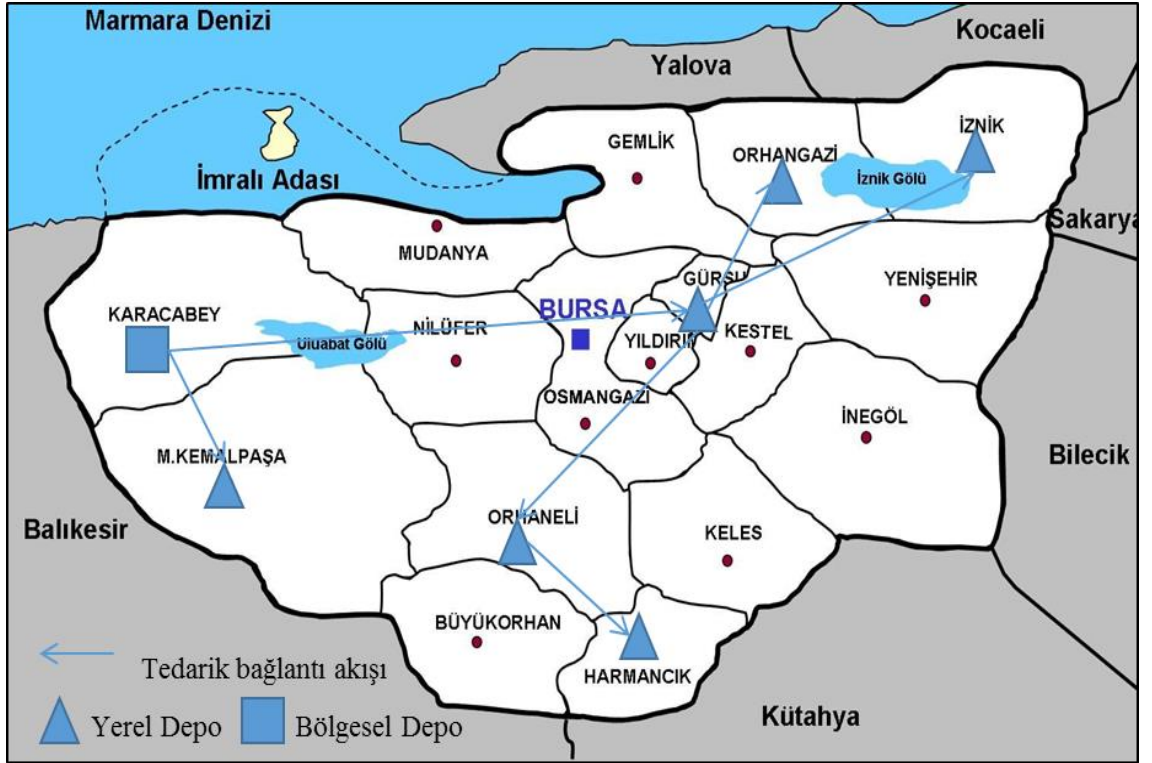 Marmara Denizi
Kocaeli
Yalova
İZNİK
GEMLİK
ORHANGAZİ
İznik Gölü
İmralı Adası
Sakarya
MUDANYA
GÜRSU
YENİŞEHİR
KARACABEY
BURSA
NİLÜFER
Uluabat Gölü
YILDIRIM
KESTEL
OSMANGAZİ
İNEGÖL
M.KEMALPAŞA
Bilecik
ORHANELİ
Balıkesir
KELES
BÜYÜKORHAN
HARMANCIK
Tedarik bağlantı akışı
Yerel Depo
Bölgesel Depo
Kütahya